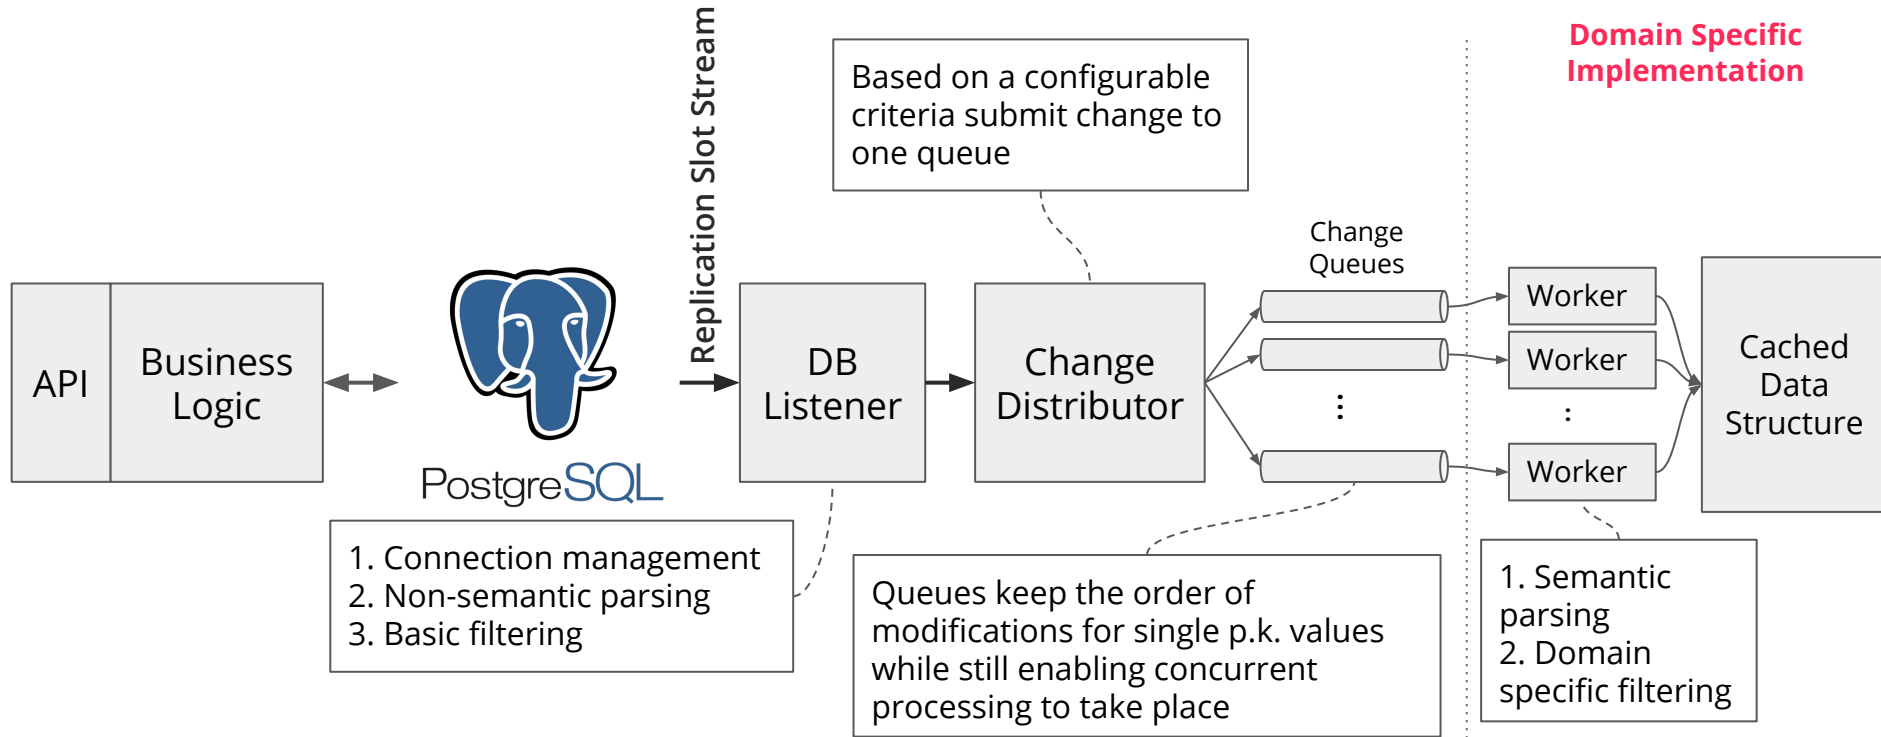 Domain Specific
Implementation
Replication Slot Stream
Based on a configurable
criteria submit change to
one queue
Change
Queues
API
Business
Logic
PostgreSQL
DB
Listener
Change
Distributor
Worker
Worker
:
Worker
Cached
Data
Structure
1. Connection management
2. Non-semantic parsing
3. Basic filtering
Queues keep the order of
modifications for single p.k. values
while still enabling concurrent
processing to take place
1. Semantic
parsing
2. Domain
specific filtering